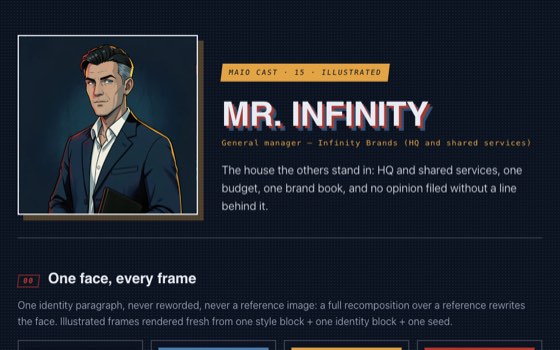 MAIO CAST · 15 · ILLUSTRATED
MR. INFINITY
General manager — Infinity Brands (HQ and shared services)
The house the others stand in: HQ and shared services, one
budget, one brand book, and no opinion filed without a line
behind it.
00 One face, every frame
One identity paragraph, never reworded, never a reference image: a full recomposition over a reference rewrites
the face. Illustrated frames rendered fresh from one style block + one identity block + one seed.